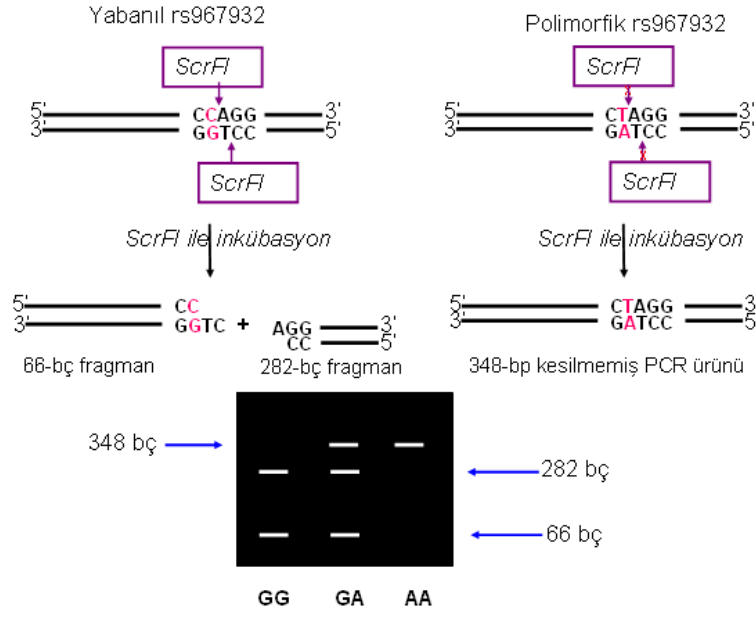 Yabanıl rs967932
Polimorfik rs967932
ScrFI
ScrFI
5' CCAGG 3'
3' GGTCC 5'
5' CTAGG 3'
3' GATCC 5'
ScrFI
ScrFI
ScrFI ile inkübasyon
ScrFI ile inkübasyon
5' CC
3' GGTC + AGG 3'
CC 5'
5' CTAGG 3
3' GATCC 5
66-bç fragman
282-bç fragman
348-bp kesilmemiş PCR ürünü
348 bç
282 bç
66 bç
GG GA AA